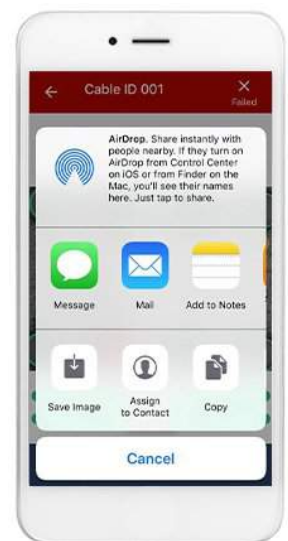 Cable ID 001
Failed
AirDrop. Share instantly with
people nearby. If they turn on
AirDrop from Control Center
on iOS or from Finder on the
Mac, you'll see their names
here. Just tap to share.
Message
Mail
Add to Notes
Save Image
Assign
to Contact
Copy
Cancel